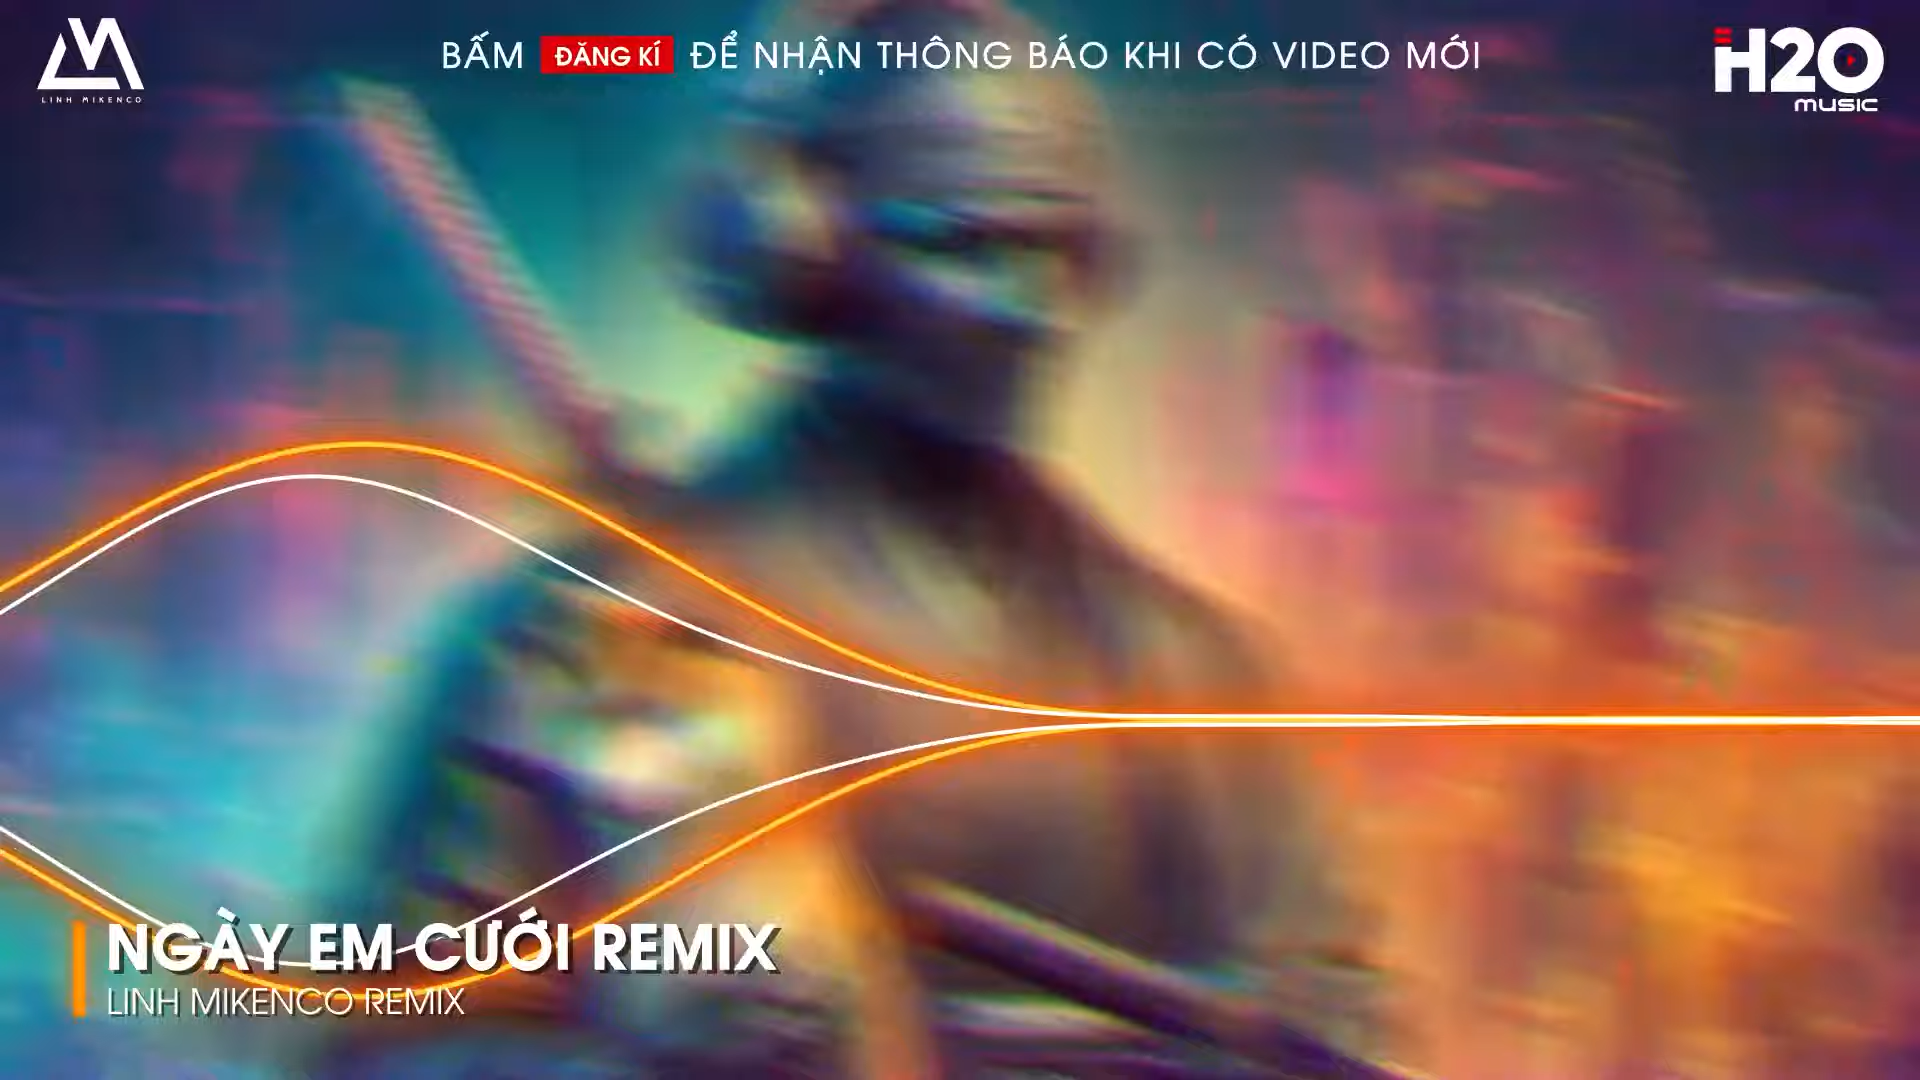 BẤM ĐĂNG KÍ ĐỂ NHẬN THÔNG BÁO KHI CÓ VIDEO MỚI
LINH MIKENCO
H2O
MUSIC
NGÀY EM CƯỚI REMIX
LINH MIKENCO REMIX